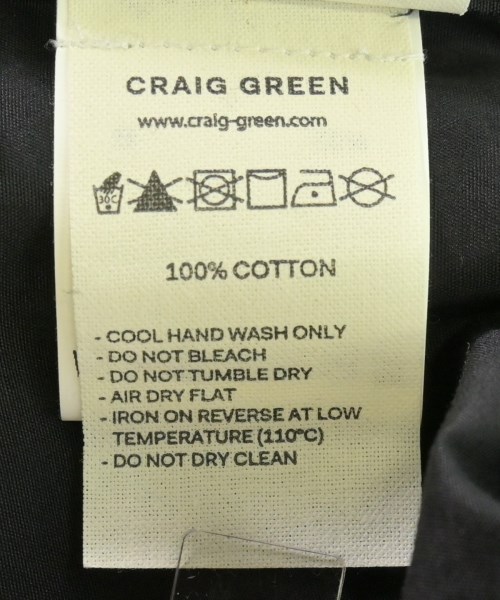 CRAIG GREEN
www.craig-green.com
30C
100% COTTON
- COOL HAND WASH ONLY
- DO NOT BLEACH
- DO NOT TUMBLE DRY
- AIR DRY FLAT
- IRON ON REVERSE AT LOW
TEMPERATURE (110°C)
- DO NOT DRY CLEAN